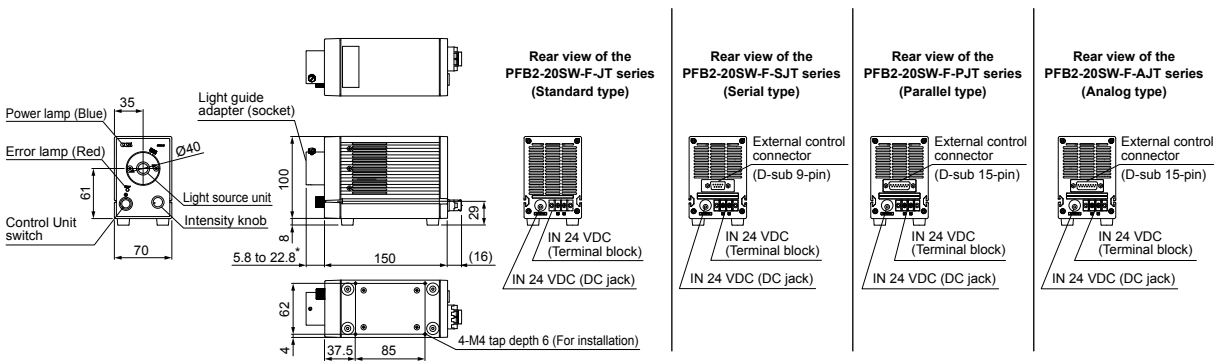 35
Power lamp (Blue)
Error lamp (Red)
Ø40
61
Light source unit
Intensity knob
Control Unit
switch
70
Light guide
adapter (socket)
100
29
8
5.8 to 22.8*
150
(16)
62
4
37.5
85
4-M4 tap depth 6 (For installation)
Rear view of the
PFB2-20SW-F-JT series
(Standard type)
IN 24 VDC
(Terminal block)
IN 24 VDC (DC jack)
Rear view of the
PFB2-20SW-F-SJT series
(Serial type)
External control
connector
(D-sub 9-pin)
IN 24 VDC
(Terminal block)
IN 24 VDC (DC jack)
Rear view of the
PFB2-20SW-F-PJT series
(Parallel type)
External control
connector
(D-sub 15-pin)
IN 24 VDC
(Terminal block)
IN 24 VDC (DC jack)
Rear view of the
PFB2-20SW-F-AJT series
(Analog type)
External control
connector
(D-sub 15-pin)
IN 24 VDC
(Terminal block)
IN 24 VDC (DC jack)